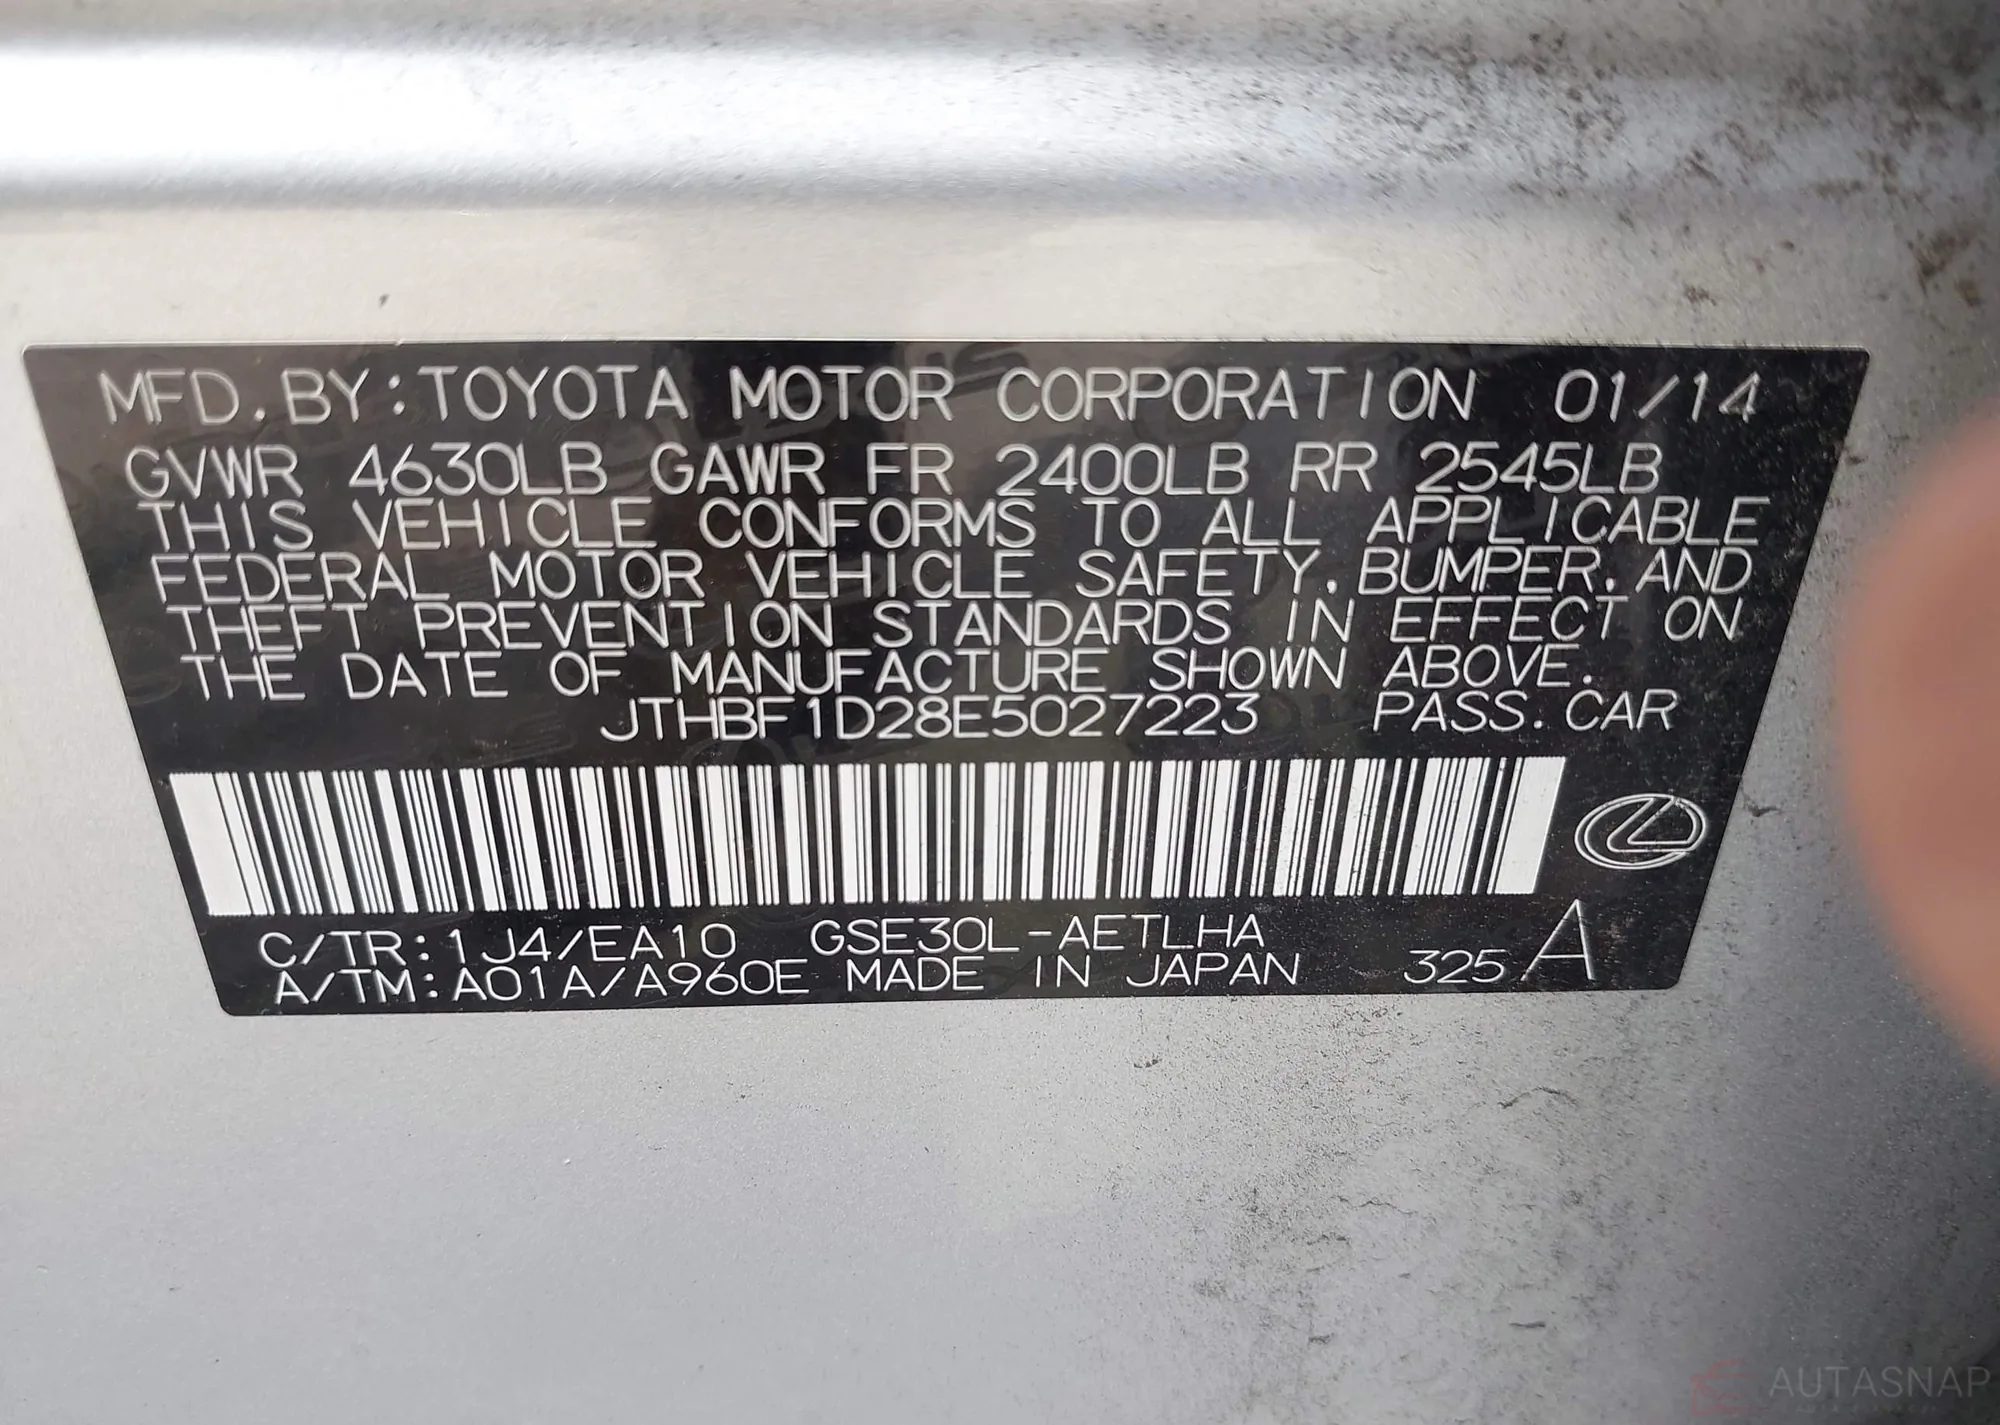 MFD. BY: TOYOTA MOTOR CORPORATION 01/14
GVWR 4630LB GAWR FR 2400LB RR 2545LB
THIS VEHICLE CONFORMS TO ALL APPLICABLE
FEDERAL MOTOR VEHICLE SAFETY, BUMPER, AND
THEFT PREVENTION STANDARDS IN EFFECT ON
THE DATE OF MANUFACTURE SHOWN ABOVE.
JTHBF1D28E5027223 PASS. CAR
C/TR: 1J4/EA10 GSE30L-AETLHA
A/TM: A01A/A960E MADE IN JAPAN 325 A
AUTASNAP